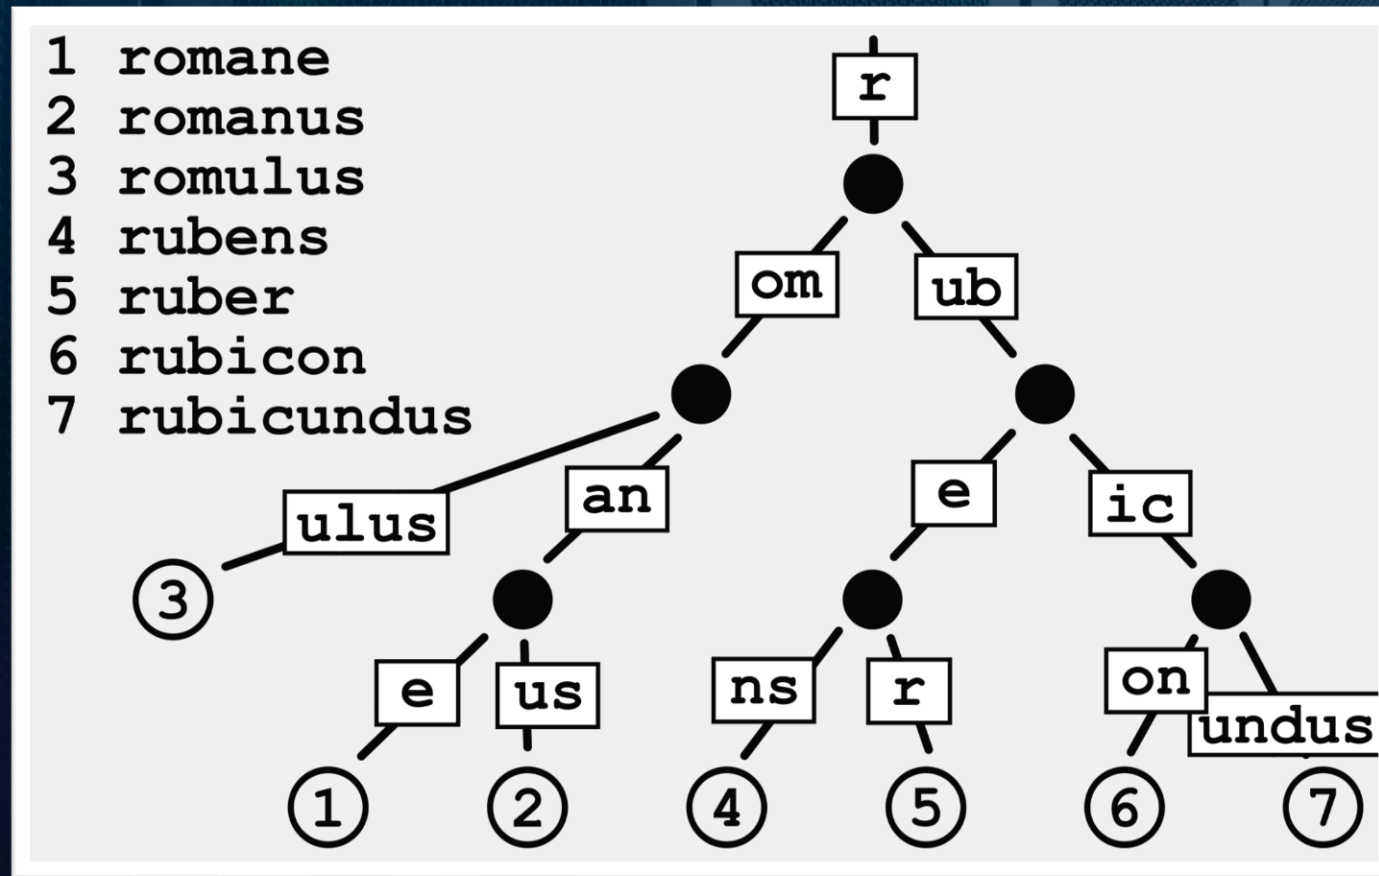 1 romane
2 romanus
3 romulus
4 rubens
5 ruber
6 rubicon
7 rubicundus
r
om ub
ulus an e ic
3
e us ns r on undus
1 2 4 5 6 7